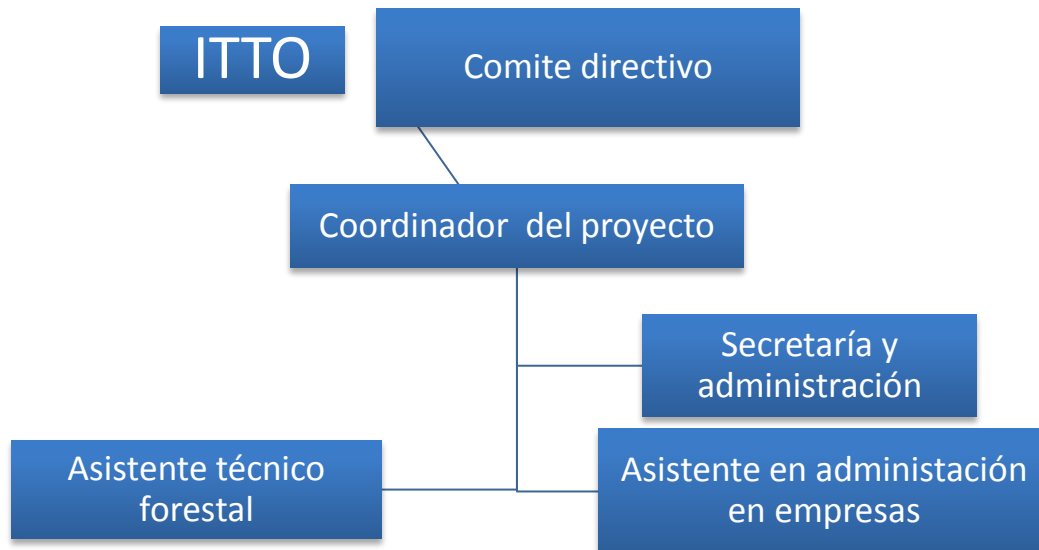 ITTO
Comite directivo
Coordinador  del proyecto
Secretaría y
administración
Asistente técnico
forestal
Asistente en administación
en empresas